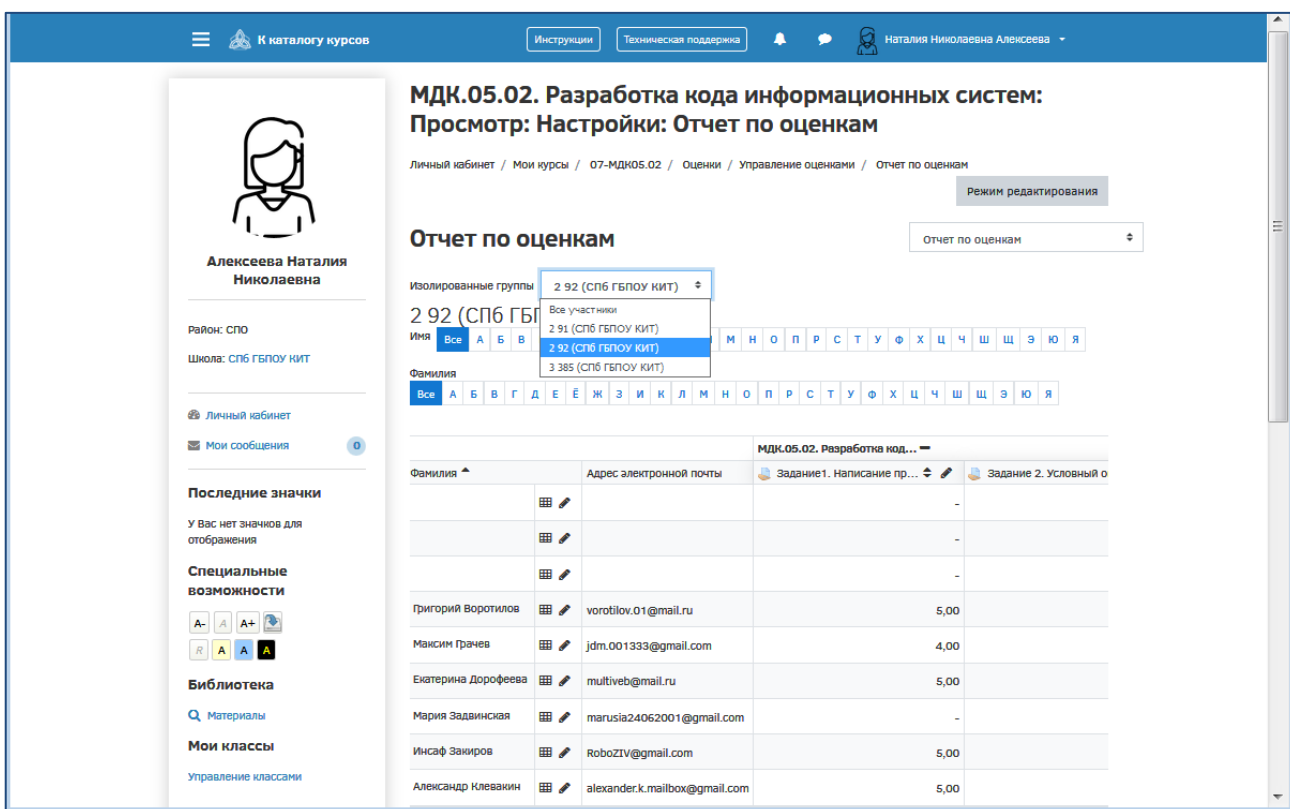 К каталогу курсов
Инструкции
Техническая поддержка
Наталия Николаевна Алексеева
Алексеева Наталия
Николаевна
Район: СПО
Школа: СПб ГБПОУ КИТ
Личный кабинет
Мои сообщения 0
Последние значки
У Вас нет значков для
отображения
Специальные
возможности
A- A A+
R A A A
Библиотека
Материалы
Мои классы
Управление классами
МДК.05.02. Разработка кода информационных систем:
Просмотр: Настройки: Отчет по оценкам
Личный кабинет / Мои курсы / 07-МДК05.02 / Оценки / Управление оценками / Отчет по оценкам
Режим редактирования
Отчет по оценкам
Отчет по оценкам
Изолированные группы 2 92 (СПб ГБПОУ КИТ)
Все участники
2 91 (СПб ГБПОУ КИТ)
2 92 (СПб ГБПОУ КИТ)
3 385 (СПб ГБПОУ КИТ)
2 92 (СПб ГБП
Имя Все А Б В М Н О П Р С Т У Ф Х Ц Ч Ш Щ Э Ю Я
Фамилия
Все А Б В Г Д Е Ё Ж З И К Л М Н О П Р С Т У Ф Х Ц Ч Ш Щ Э Ю Я
МДК.05.02. Разработка код...
Фамилия Адрес электронной почты Задание1. Написание пр... Задание 2. Условный о
-
-
-
Григорий Воротилов vorotilov.01@mail.ru 5,00
Максим Грачев jdm.001333@gmail.com 4,00
Екатерина Дорофеева multiveb@mail.ru 5,00
Мария Задвинская marusia24062001@gmail.com -
Инсаф Закиров RoboZIV@gmail.com 5,00
Александр Клевакин alexander.k.mailbox@gmail.com 5,00